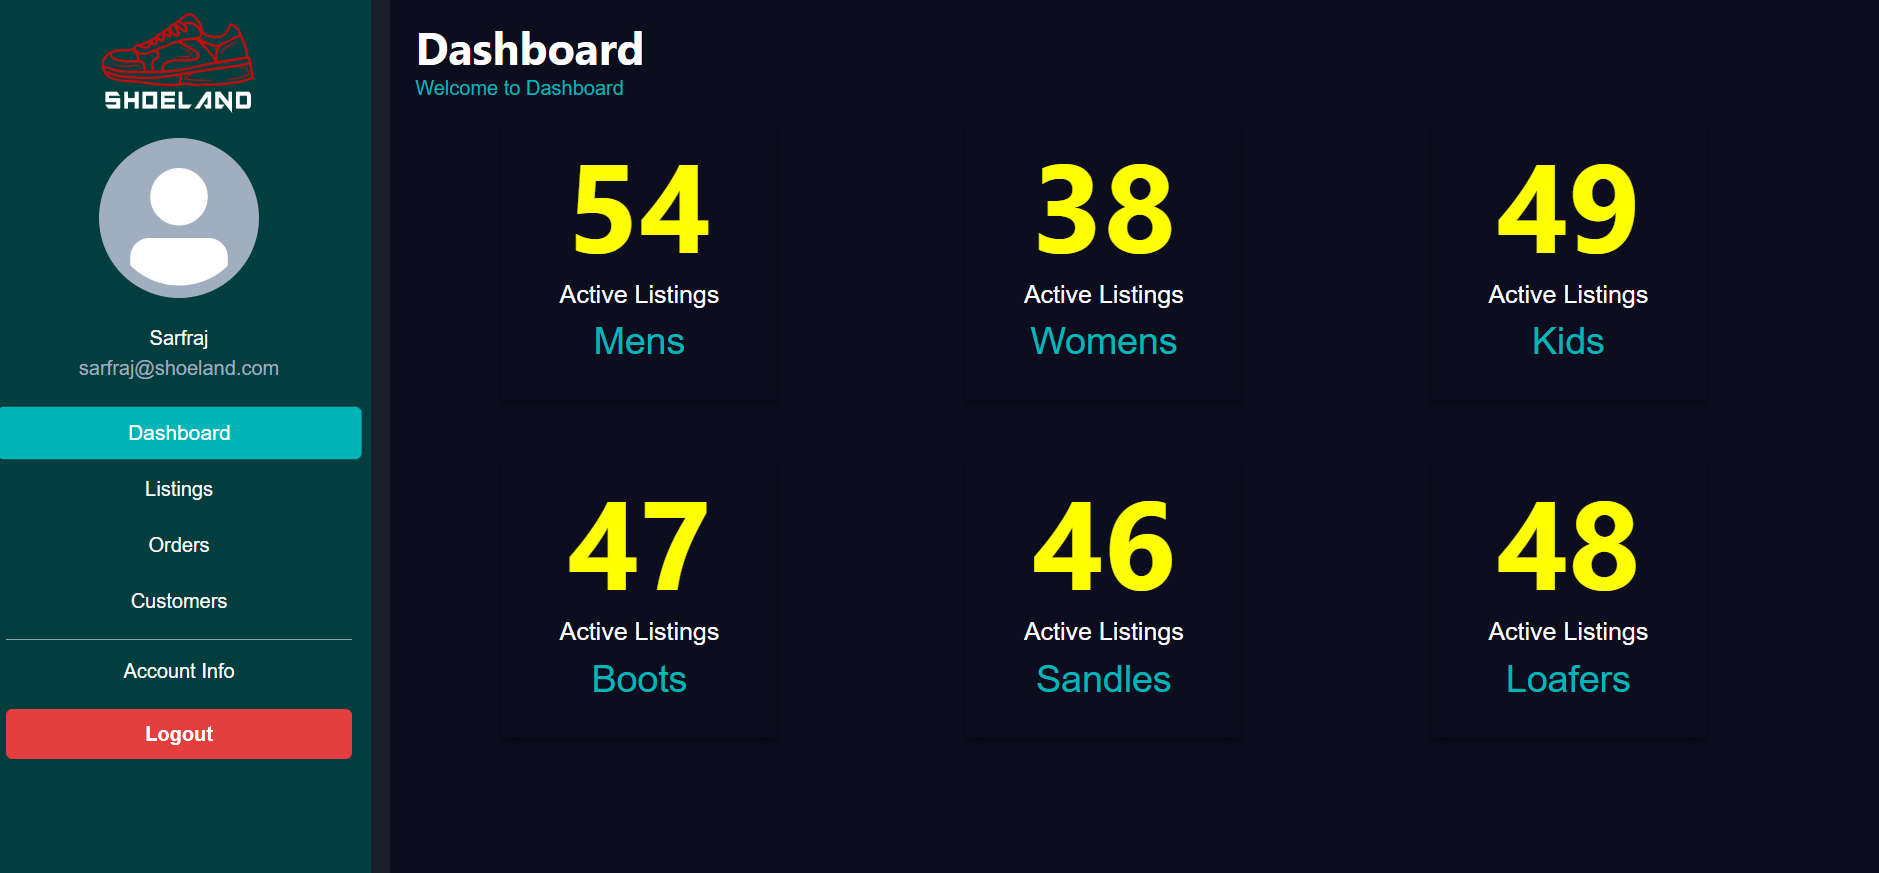 SHOELAND
Sarfraj
sarfraj@shoeland.com
Dashboard
Listings
Orders
Customers
Account Info
Logout
Dashboard
Welcome to Dashboard
54
Active Listings
Mens
38
Active Listings
Womens
49
Active Listings
Kids
47
Active Listings
Boots
46
Active Listings
Sandles
48
Active Listings
Loafers